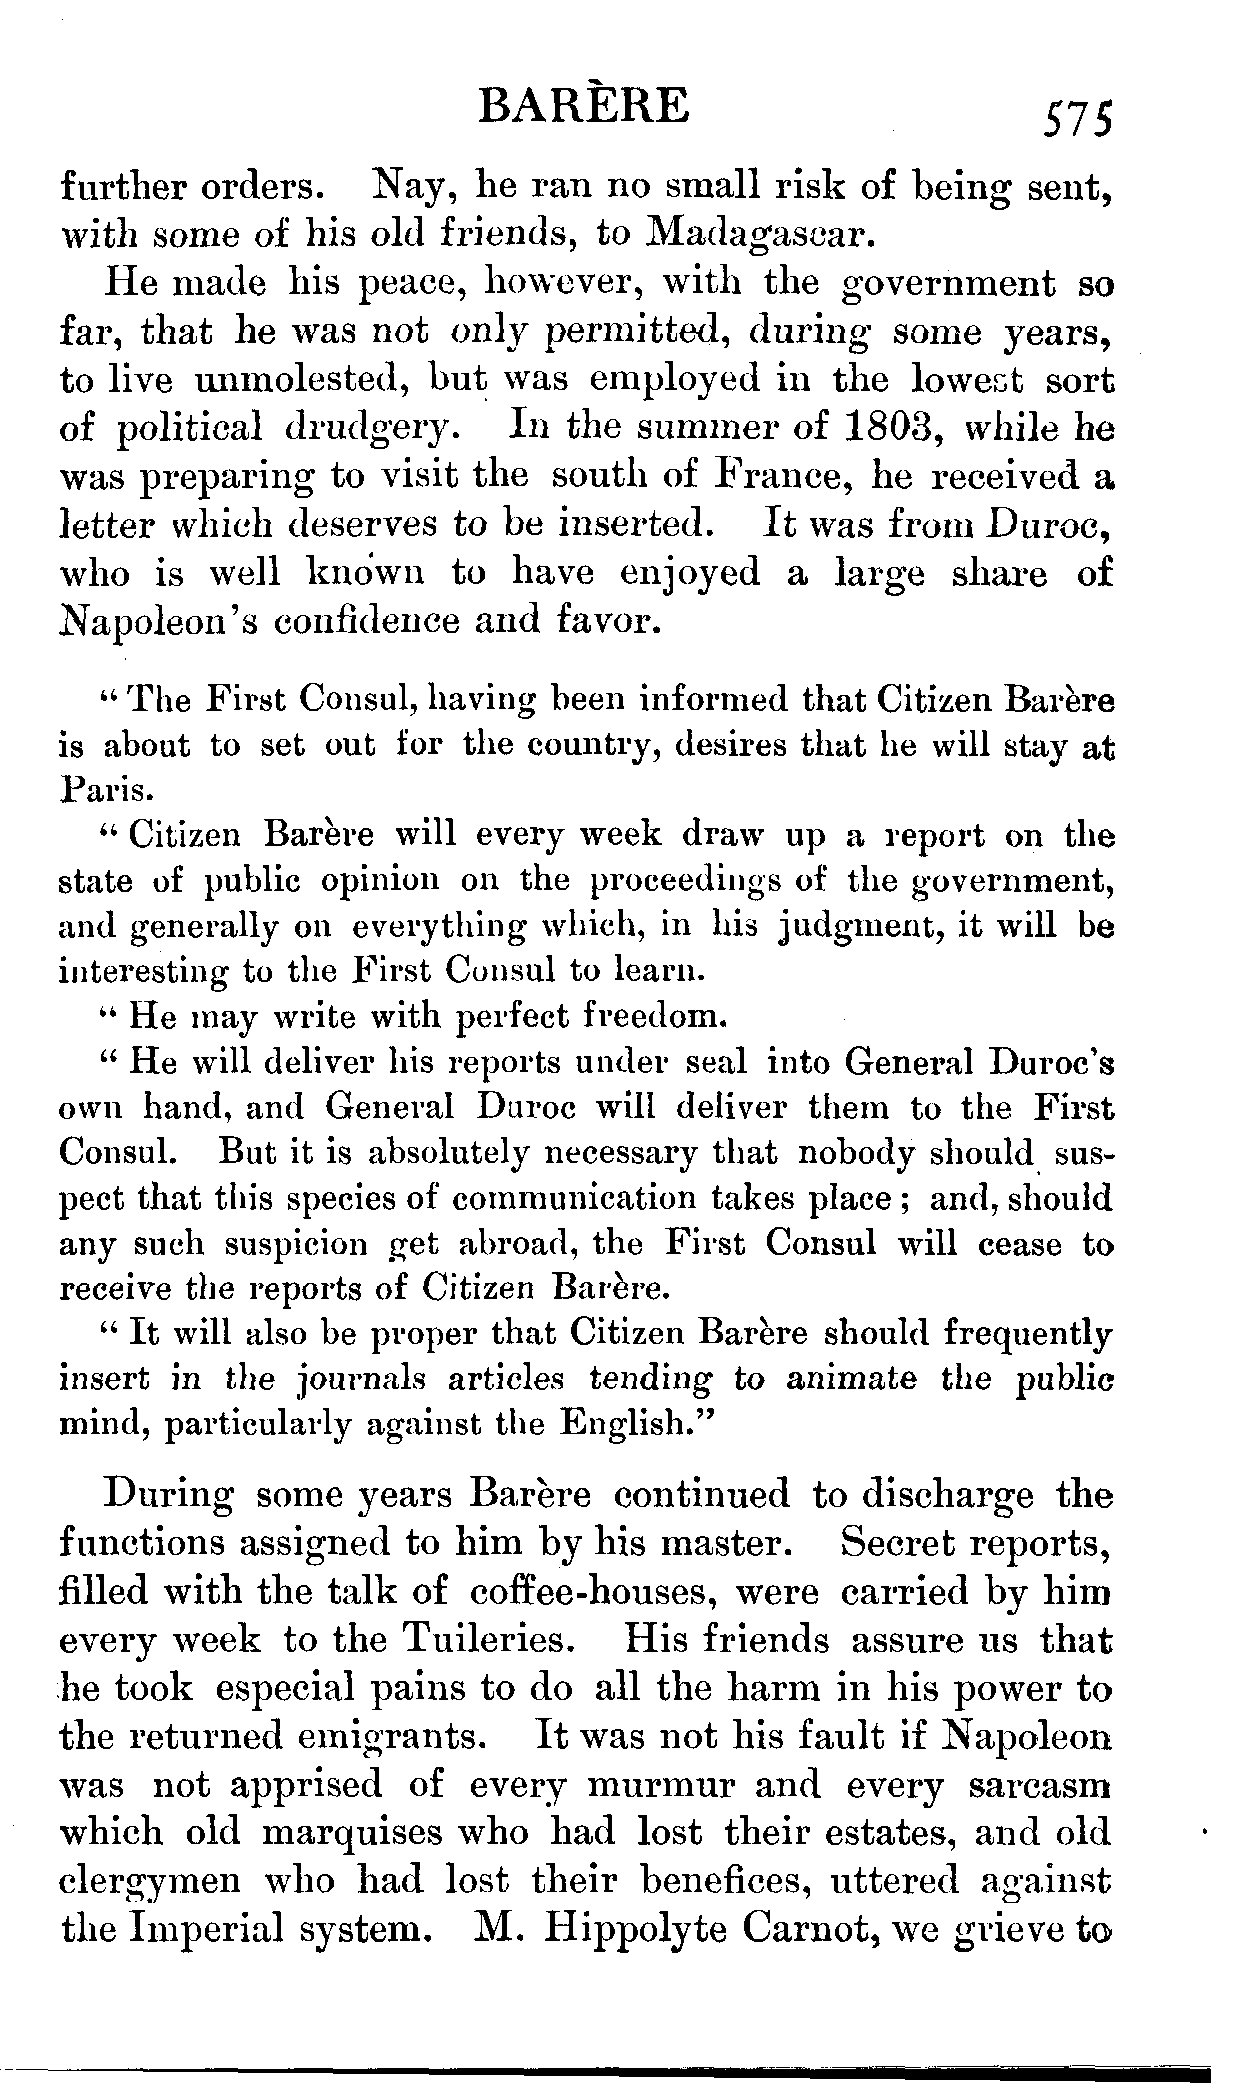 BARÈRE
575
further orders. Nay, he ran no small risk of being sent,
with some of his old friends, to Madagascar.
He made his peace, however, with the government so
far, that he was not only permitted, during some years,
to live unmolested, but was employed in the lowest sort
of political drudgery. In the summer of 1803, while he
was preparing to visit the south of France, he received a
letter which deserves to be inserted. It was from Duroc,
who is well known to have enjoyed a large share of
Napoleon's confidence and favor.
“ The First Consul, having been informed that Citizen Barère
is about to set out for the country, desires that he will stay at
Paris.
“ Citizen Barère will every week draw up a report on the
state of public opinion on the proceedings of the government,
and generally on everything which, in his judgment, it will be
interesting to the First Consul to learn.
“ He may write with perfect freedom.
“ He will deliver his reports under seal into General Duroc's
own hand, and General Duroc will deliver them to the First
Consul. But it is absolutely necessary that nobody should sus-
pect that this species of communication takes place ; and, should
any such suspicion get abroad, the First Consul will cease to
receive the reports of Citizen Barère.
“ It will also be proper that Citizen Barère should frequently
insert in the journals articles tending to animate the public
mind, particularly against the English.”
During some years Barère continued to discharge the
functions assigned to him by his master. Secret reports,
filled with the talk of coffee-houses, were carried by him
every week to the Tuileries. His friends assure us that
he took especial pains to do all the harm in his power to
the returned emigrants. It was not his fault if Napoleon
was not apprised of every murmur and every sarcasm
which old marquises who had lost their estates, and old
clergymen who had lost their benefices, uttered against
the Imperial system. M. Hippolyte Carnot, we grieve to